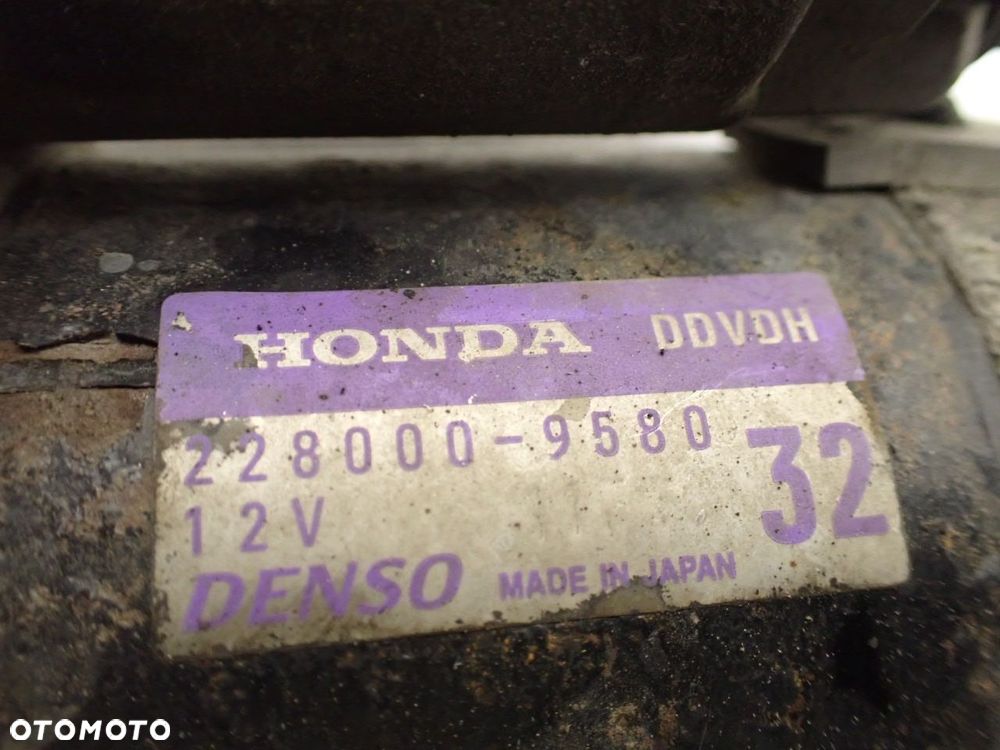 HONDA DDVDH
228000-9580
12V 32
DENSO MADE IN JAPAN
OTOMOTO